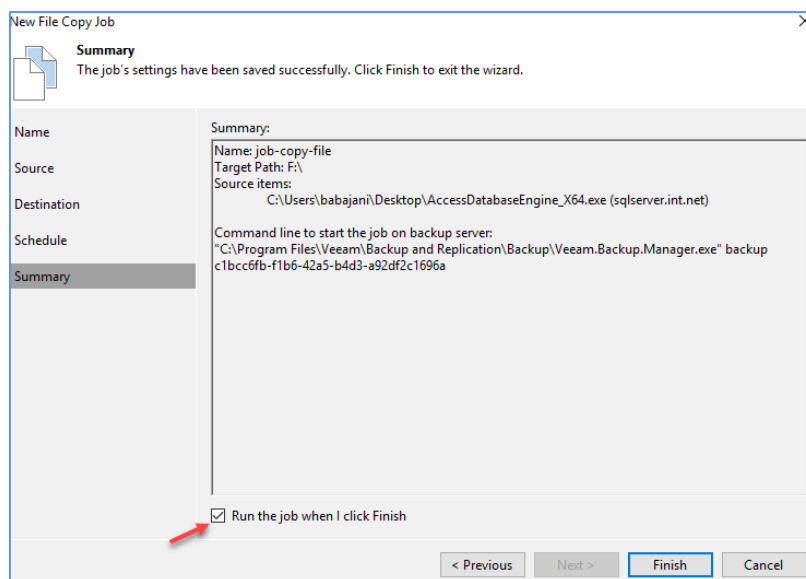 New File Copy Job
Summary
The job's settings have been saved successfully. Click Finish to exit the wizard.
Name
Source
Destination
Schedule
Summary
Summary:
Name: job-copy-file
Target Path: F:\
Source items:
C:\Users\babajani\Desktop\AccessDatabaseEngine_X64.exe (sqlserver.int.net)
Command line to start the job on backup server:
"C:\Program Files\Veeam\Backup and Replication\Backup\Veeam.Backup.Manager.exe" backup
c1bcc6fb-f1b6-42a5-b4d3-a92df2c1696a
Run the job when I click Finish
< Previous
Next >
Finish
Cancel